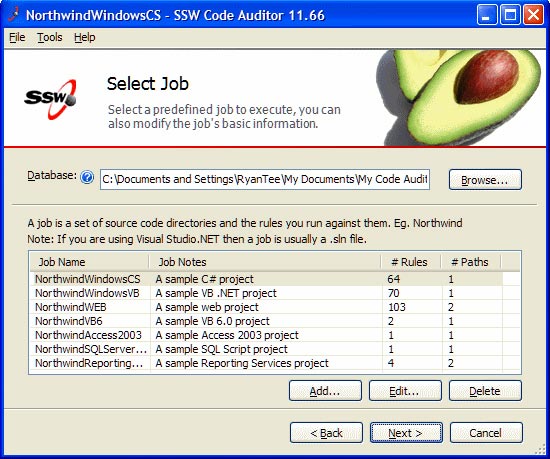 NorthwindWindowsCS - SSW Code Auditor 11.66
File Tools Help
SSW
Select Job
Select a predefined job to execute, you can
also modify the job's basic information.
Database: ? C:\Documents and Settings\RyanTee\My Documents\My Code Audit Browse...
A job is a set of source code directories and the rules you run against them. Eg. Northwind
Note: If you are using Visual Studio.NET then a job is usually a .sln file.
Job Name Job Notes # Rules # Paths
NorthwindWindowsCS A sample C# project 64 1
NorthwindWindowsVB A sample VB .NET project 70 1
NorthwindWEB A sample web project 103 2
NorthwindVB6 A sample VB 6.0 project 2 1
NorthwindAccess2003 A sample Access 2003 project 1 1
NorthwindSQLServer... A sample SQL Script project 1 1
NorthwindReporting... A sample Reporting Services project 4 2
Add... Edit... Delete
< Back Next > Cancel